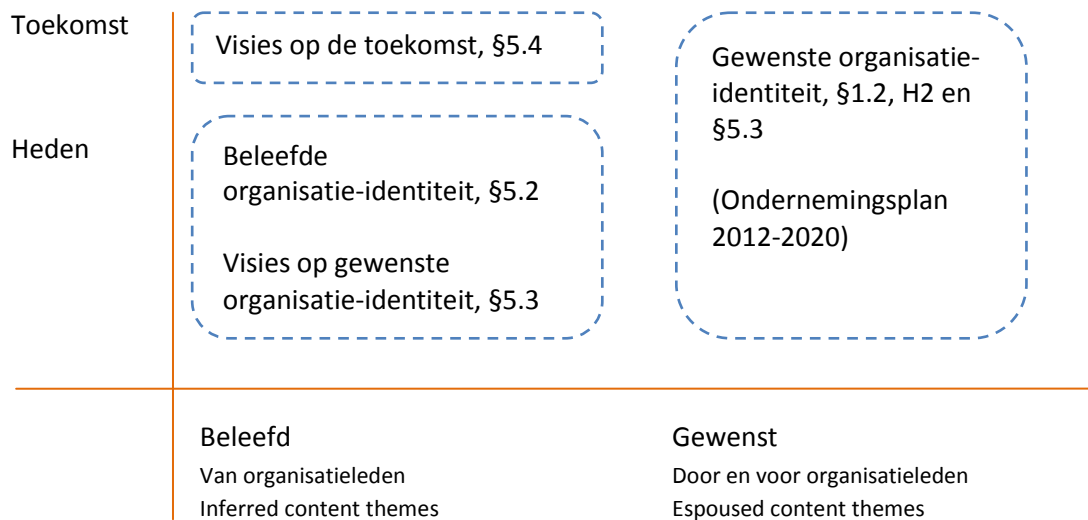 Toekomst
Visies op de toekomst, §5.4
Gewenste organisatie-
identiteit, §1.2, H2 en
§5.3
(Ondernemingsplan
2012-2020)
Heden
Beleefde
organisatie-identiteit, §5.2
Visies op gewenste
organisatie-identiteit, §5.3
Beleefd
Van organisatieleden
Inferred content themes
Gewenst
Door en voor organisatieleden
Espoused content themes